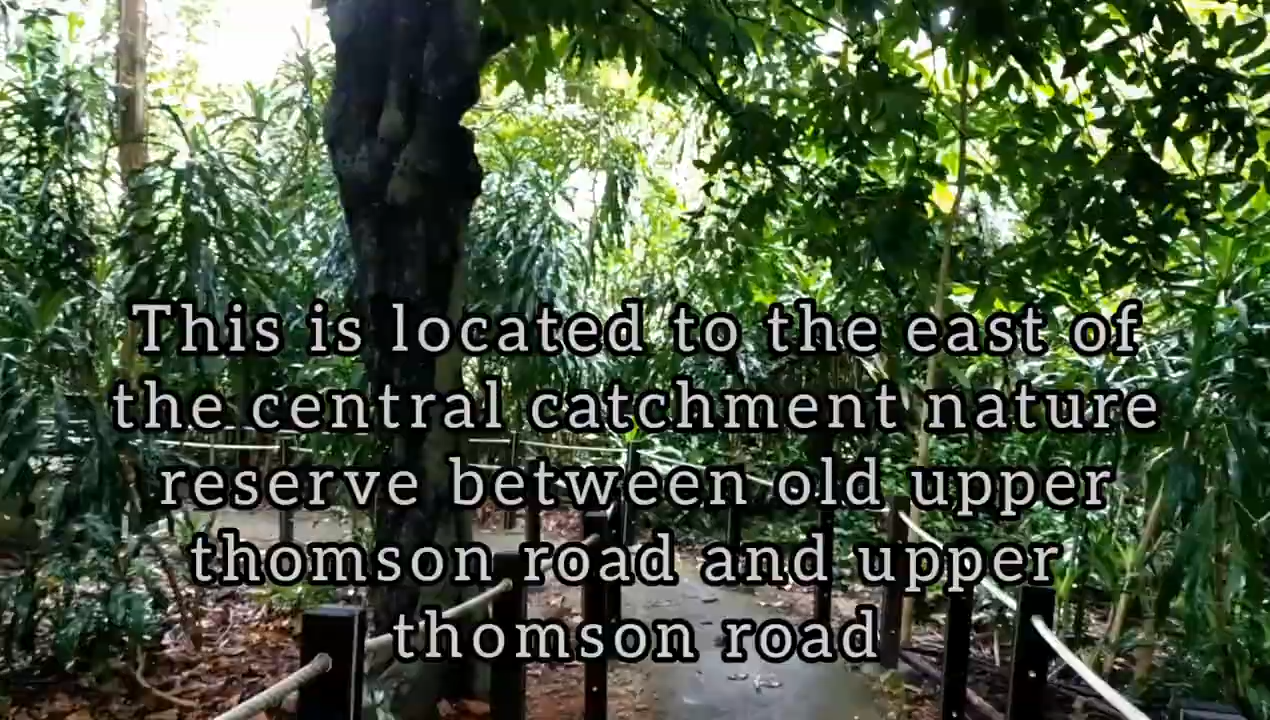 This is located to the east of
the central catchment nature
reserve between old upper
thomson road and upper
thomson road